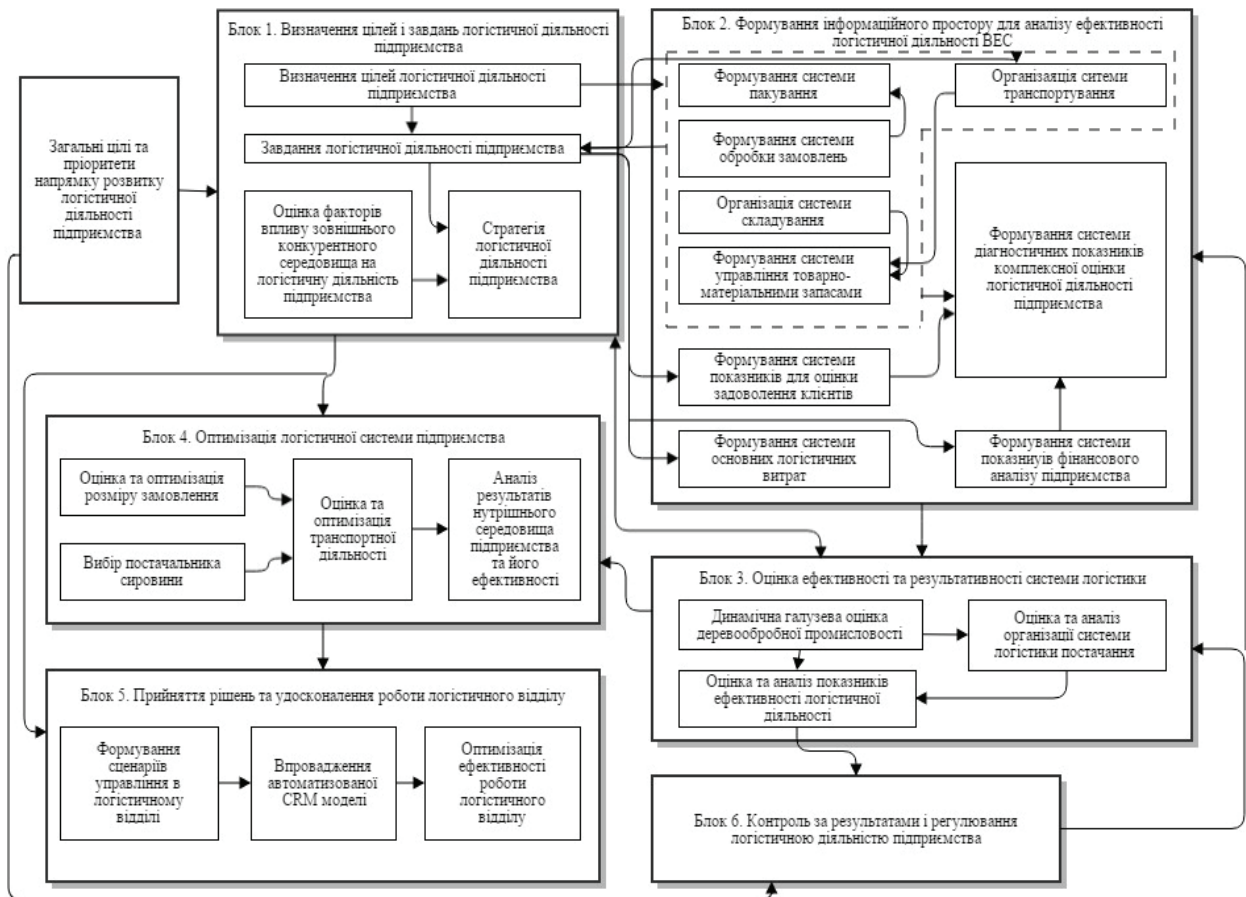 Загальні цілі та
пріоритети
напрямку розвитку
логістичної
діяльності
підприємства
Блок 1. Визначення цілей і завдань логістичної діяльності
підприємства
Визначення цілей логістичної діяльності
підприємства
Завдання логістичної діяльності підприємства
Оцінка факторів
впливу зовнішнього
конкурентного
середовища на
логістичну діяльність
підприємства
Стратегія
логістичної
діяльності
підприємства
Блок 2. Формування інформаційного простору для аналізу ефективності
логістичної діяльності ВЕС
Формування системи
пакування
Організаяція ситеми
транспортування
Формування системи
обробки замовлень
Організація системи
складування
Формування системи
управління товарно-
матеріальними запасами
Формування системи
діагностичних показників
комплексної оцінки
логістичної діяльності
підприємства
Формування системи
показників для оцінки
задоволення клієнтів
Формування системи
основних логістичних
витрат
Формування системи
показниуів фінансового
аналізу підприємства
Блок 4. Оптимізація логістичної системи підприємства
Оцінка та оптимізація
розміру замовлення
Вибір постачальника
сировини
Оцінка та
оптимізація
транспортної
діяльності
Аналіз
результатів
нутрішнього
середовища
підприємства
та його
ефективності
Блок 3. Оцінка ефективності та результативності системи логістики
Динамічна галузева оцінка
деревообробної промисловості
Оцінка та аналіз
організації системи
логістики постачання
Оцінка та аналіз показників
ефективності логістичної
діяльності
Блок 5. Прийняття рішень та удосконалення роботи логістичного відділу
Формування
сценаріїв
управління в
логістичному
відділі
Впровадження
автоматизованої
CRM моделі
Оптимізація
ефективності
роботи
логістичного
відділу
Блок 6. Контроль за результатами і регулювання
логістичною діяльністю підприємства